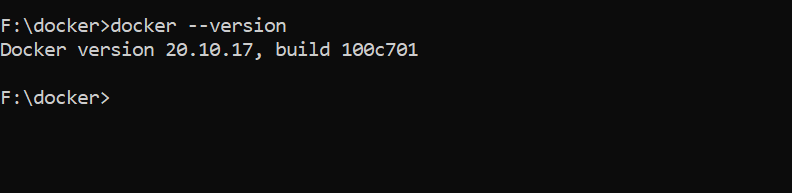 F:\docker>docker --version
Docker version 20.10.17, build 100c701
F:\docker>